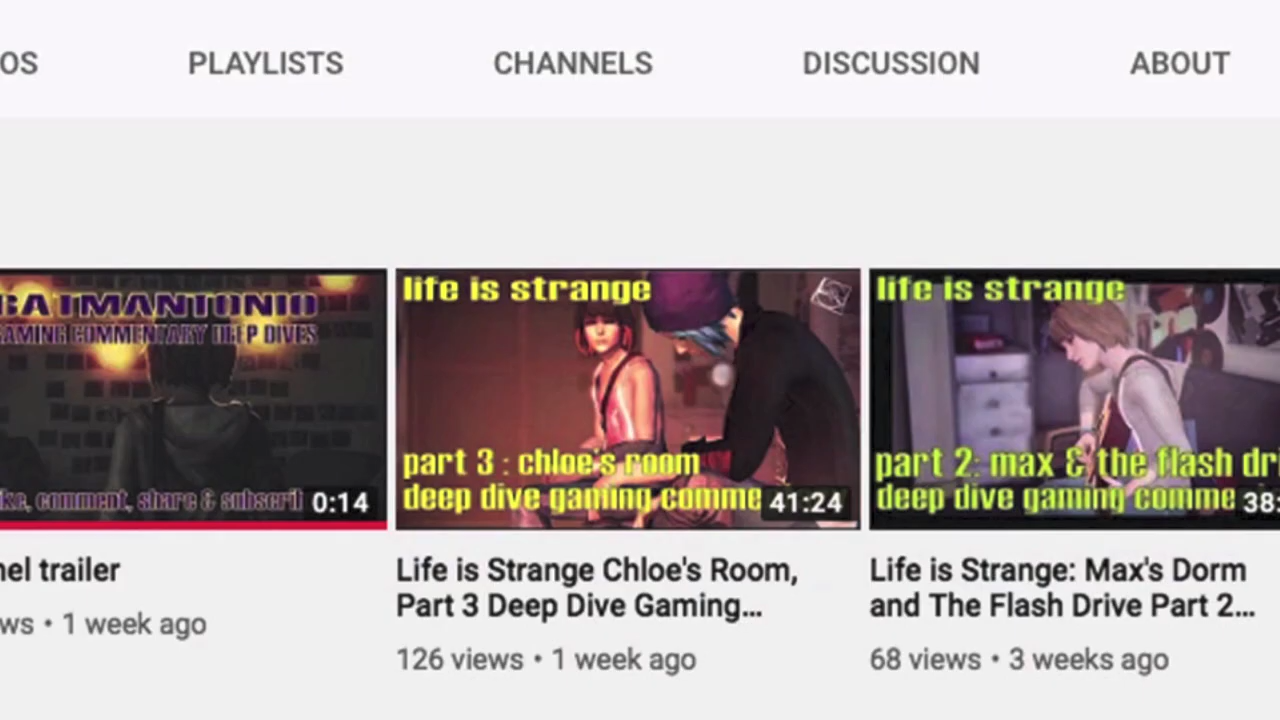 OS PLAYLISTS CHANNELS DISCUSSION ABOUT
BATMANTONIO
GAMING COMMENTARY DEEP DIVES
ke, comment, share & subscrib
0:14
life is strange
part 3 : chloe's room
deep dive gaming comme
41:24
life is strange
part 2: max & the flash dri
deep dive gaming comme
38:
nel trailer
ws • 1 week ago
Life is Strange Chloe's Room,
Part 3 Deep Dive Gaming...
126 views • 1 week ago
Life is Strange: Max's Dorm
and The Flash Drive Part 2...
68 views • 3 weeks ago